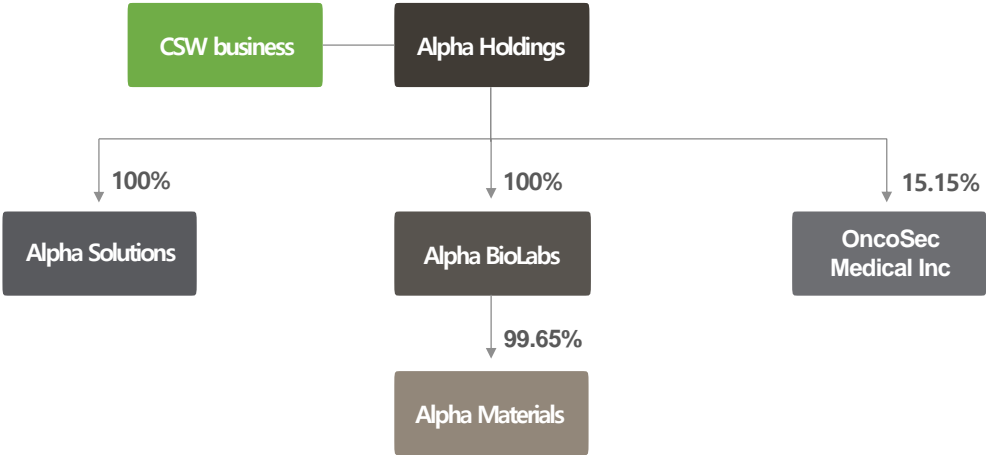 CSW business
Alpha Holdings
100%
100%
15.15%
Alpha Solutions
Alpha BioLabs
OncoSec
Medical Inc
99.65%
Alpha Materials